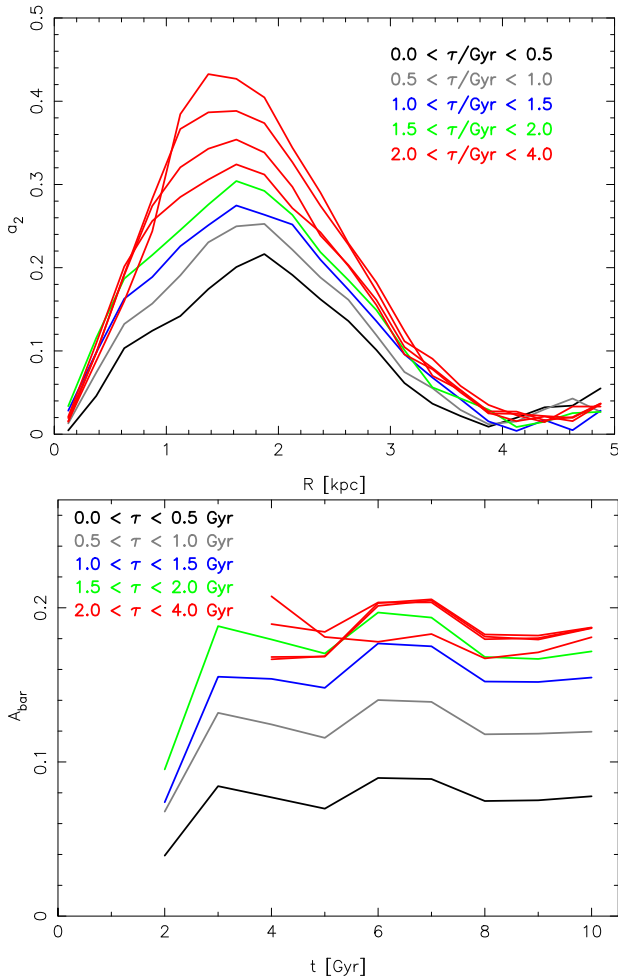 0.5
0.4
0.3
0.2
0.1
0
a₂
0.0 < τ/Gyr < 0.5
0.5 < τ/Gyr < 1.0
1.0 < τ/Gyr < 1.5
1.5 < τ/Gyr < 2.0
2.0 < τ/Gyr < 4.0
0 1 2 3 4 5
R [kpc]
0.0 < τ < 0.5 Gyr
0.5 < τ < 1.0 Gyr
1.0 < τ < 1.5 Gyr
1.5 < τ < 2.0 Gyr
2.0 < τ < 4.0 Gyr
0.2
0.1
0
A_bar
0 2 4 6 8 10
t [Gyr]